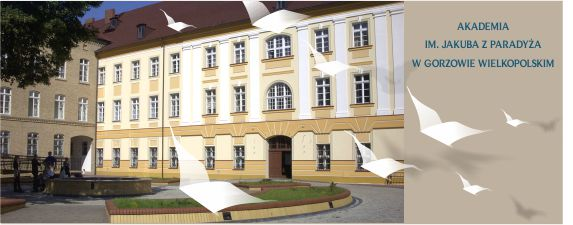 AKADEMIA
IM. JAKUBA Z PARADYŻA
W GORZOWIE WIELKOPOLSKIM